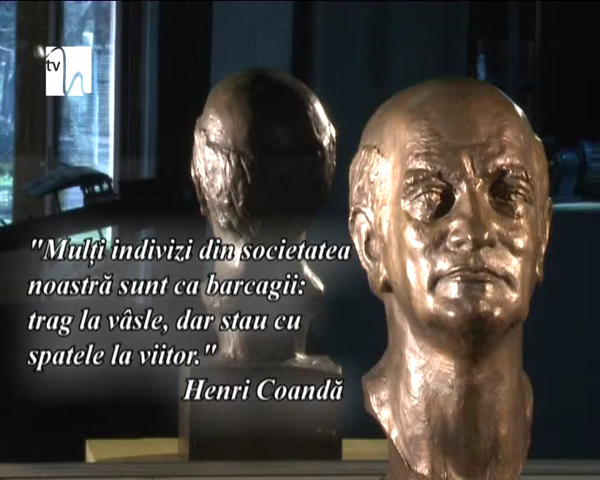 tv
"Mulți indivizi din societatea
noastră sunt ca barcagii:
trag la vâsle, dar stau cu
spatele la viitor."
Henri Coandă